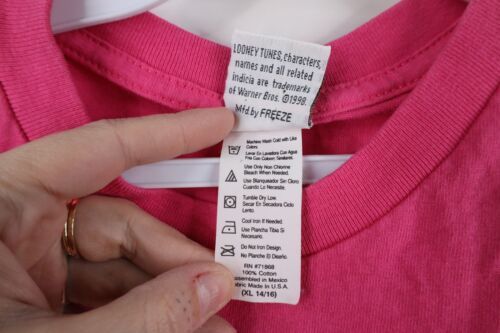 LOONEY TUNES, characters,
names and all related
indicia are trademarks
of Warner Bros. ©1998.
Mfd by FREEZE
Machine Wash Cold with Like
Colors.
Lavar En Lavadora Con Agua
Fria Con Colores Similares.
Use Only Non Chlorine
Bleach When Needed.
Use Blanqueador Sin Cloro
Cuando Lo Necesite.
Tumble Dry Low.
Secar En Secadora Ciclo
Lento.
Cool Iron If Needed.
Use Plancha Tibia Si
Necesario.
Do Not Iron Design.
No Planche El Diseño.
RN #71868
100% Cotton
Assembled in Mexico
Fabric Made In U.S.A.
(XL 14/16)